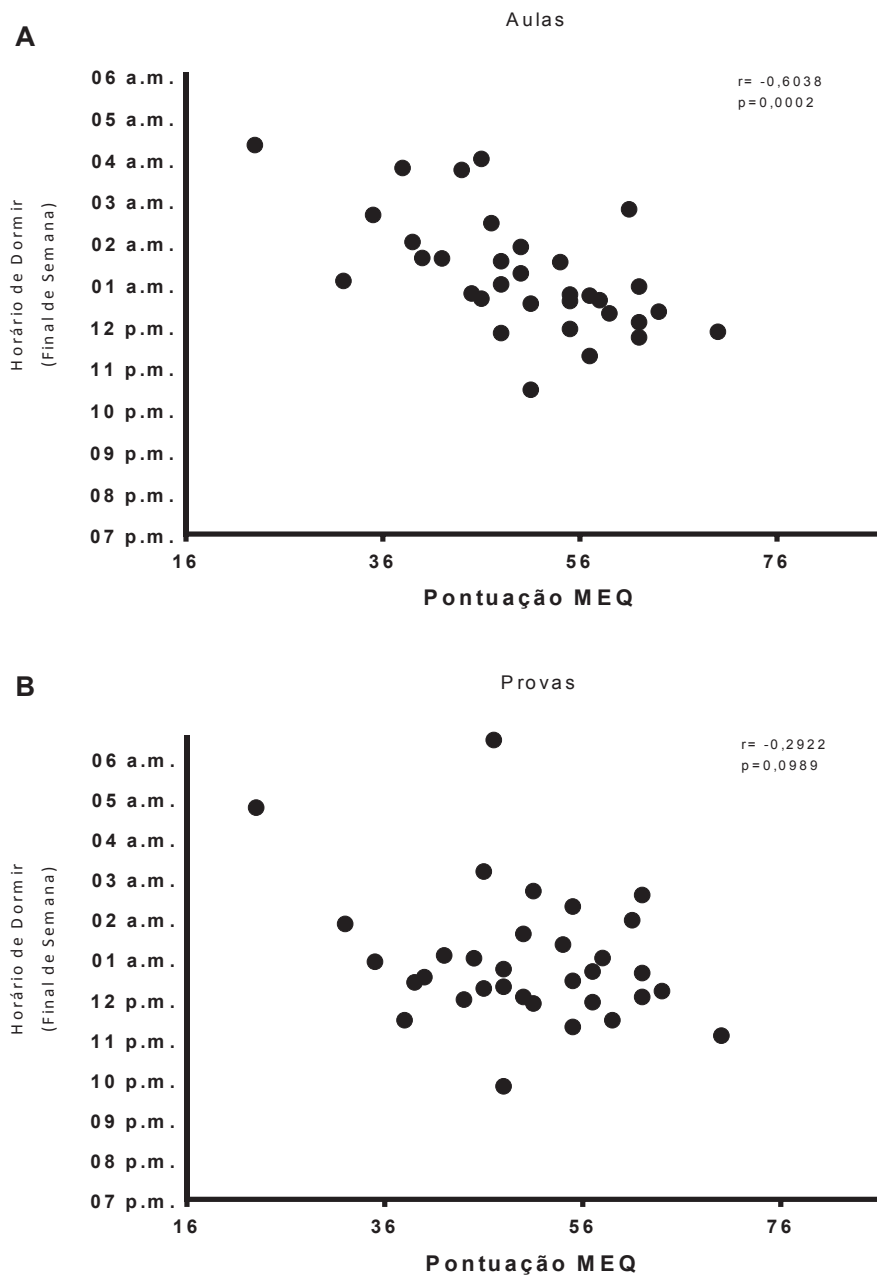 A
Aulas
06 a.m.
05 a.m.
04 a.m.
03 a.m.
02 a.m.
01 a.m.
12 p.m.
11 p.m.
10 p.m.
09 p.m.
08 p.m.
07 p.m.
Horário de Dormir
(Final de Semana)
r= -0,6038
p=0,0002
16
36
56
76
Pontuação MEQ
B
Provas
06 a.m.
05 a.m.
04 a.m.
03 a.m.
02 a.m.
01 a.m.
12 p.m.
11 p.m.
10 p.m.
09 p.m.
08 p.m.
07 p.m.
Horário de Dormir
(Final de Semana)
r= -0,2922
p=0,0989
16
36
56
76
Pontuação MEQ